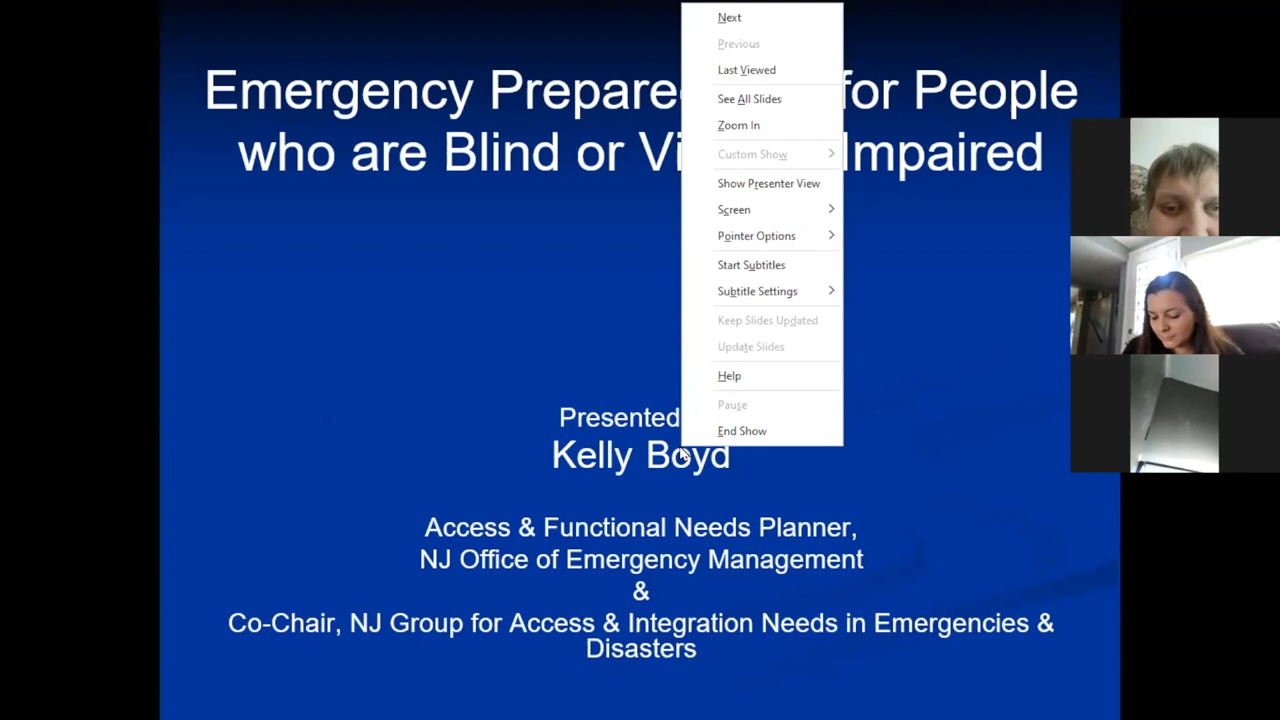 Emergency Prepare for People
who are Blind or Vi Impaired
Next
Previous
Last Viewed
See All Slides
Zoom In
Custom Show
Show Presenter View
Screen
Pointer Options
Start Subtitles
Subtitle Settings
Keep Slides Updated
Update Slides
Help
Pause
End Show
Presented
Kelly Boyd
Access & Functional Needs Planner,
NJ Office of Emergency Management
&
Co-Chair, NJ Group for Access & Integration Needs in Emergencies &
Disasters